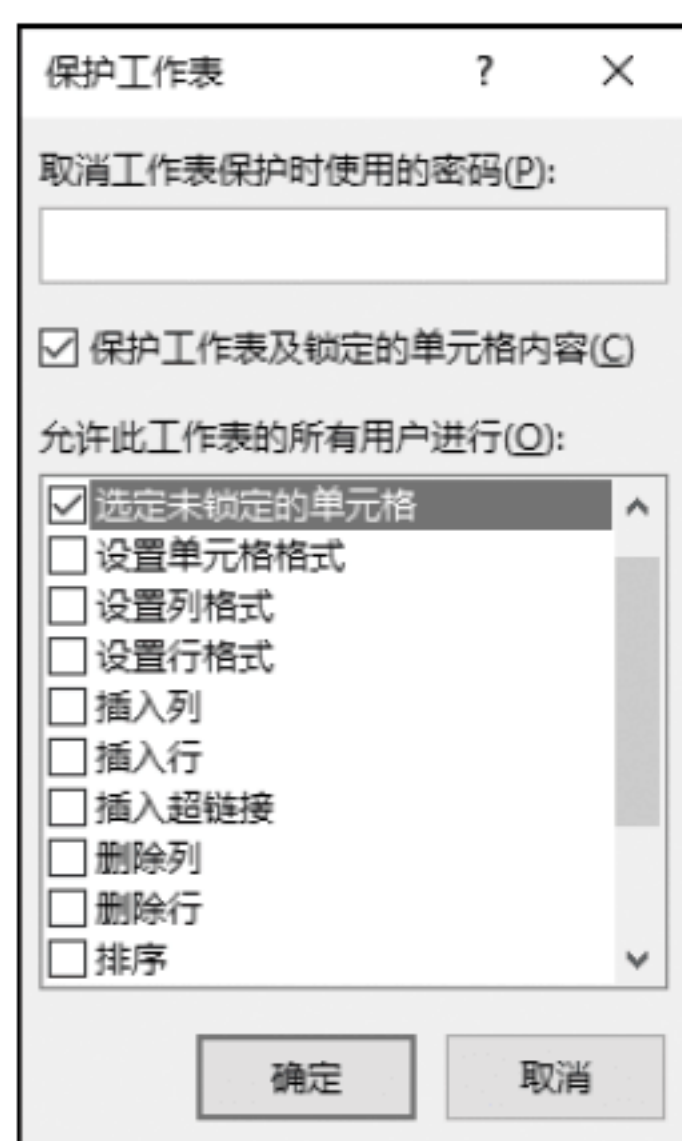 保护工作表 ?
取消工作表保护时使用的密码(P):
保护工作表及锁定的单元格内容(C)
允许此工作表的所有用户进行(O):
选定未锁定的单元格
设置单元格格式
设置列格式
设置行格式
插入列
插入行
插入超链接
删除列
删除行
排序
确定 取消